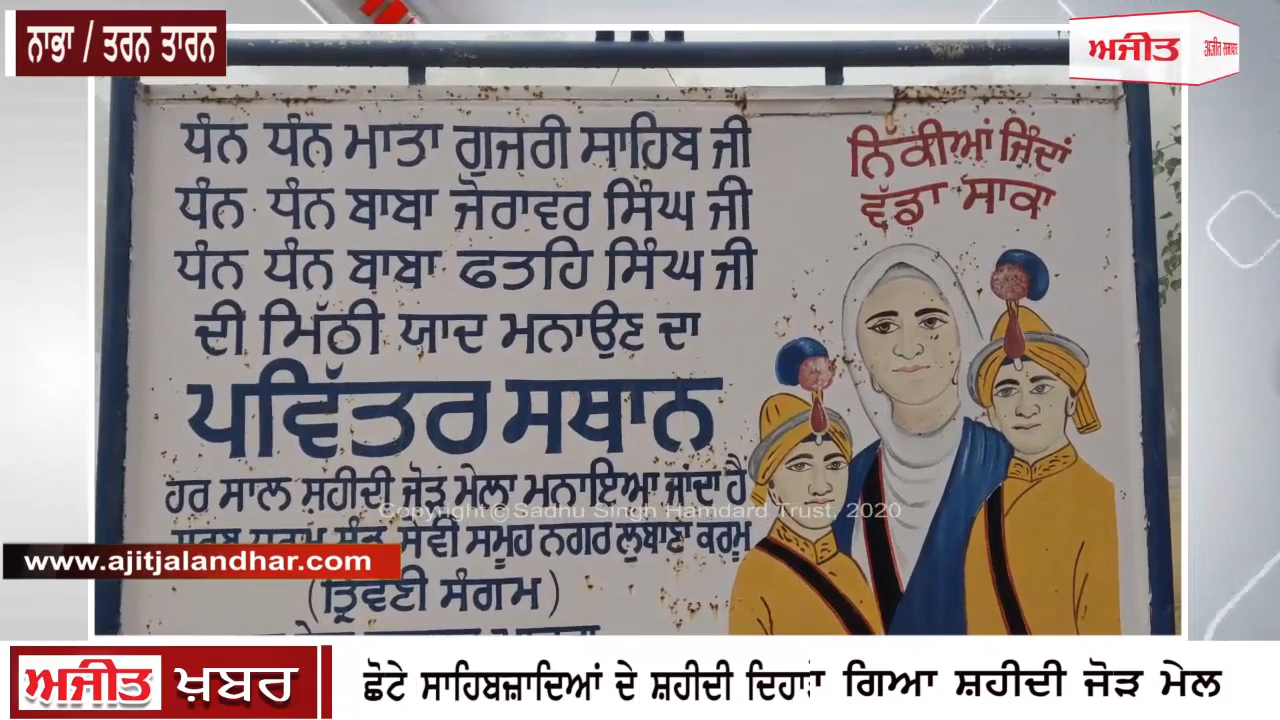 ਨਾਭਾ / ਤਰਨ ਤਾਰਨ
ਅਜੀਤ
ਧੰਨ ਧੰਨ ਮਾਤਾ ਗੁਜਰੀ ਸਾਹਿਬ ਜੀ
ਧੰਨ ਧੰਨ ਬਾਬਾ ਜੋਰਾਵਰ ਸਿੰਘ ਜੀ
ਧੰਨ ਧੰਨ ਬਾਬਾ ਫਤਹਿ ਸਿੰਘ ਜੀ
ਦੀ ਮਿੱਠੀ ਯਾਦ ਮਨਾਉਣ ਦਾ
ਪਵਿੱਤਰ ਸਥਾਨ
ਹਰ ਸਾਲ ਸ਼ਹੀਦੀ ਜੋੜ ਮੇਲਾ ਮਨਾਇਆ ਜਾਂਦਾ ਹੈ
ਸੇਵੀ ਸਮੂਹ ਨਗਰ ਲੁਬਾਣਾ ਕਰਮੂ
(ਤ੍ਰਿਵੇਣੀ ਸੰਗਮ)
ਨਿੱਕੀਆਂ ਜਿੰਦਾਂ
ਵੱਡਾ ਸਾਕਾ
Copyright © Sadhu Singh Hamdard Trust, 2020
www.ajitjalandhar.com
ਅਜੀਤ ਖ਼ਬਰ
ਛੋਟੇ ਸਾਹਿਬਜ਼ਾਦਿਆਂ ਦੇ ਸ਼ਹੀਦੀ ਗਿਆ ਸ਼ਹੀਦੀ ਜੋੜ ਮੇਲ